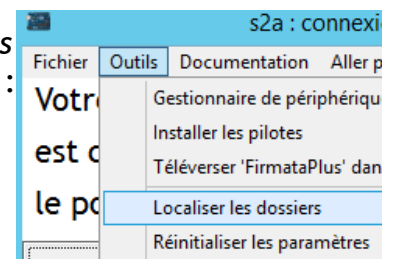 s2a : connexi
s
:
Fichier Outils Documentation Aller p
Votr
est c
le po
Gestionnaire de périphérique
Installer les pilotes
Téléverser 'FirmataPlus' dan
Localiser les dossiers
Réinitialiser les paramètres